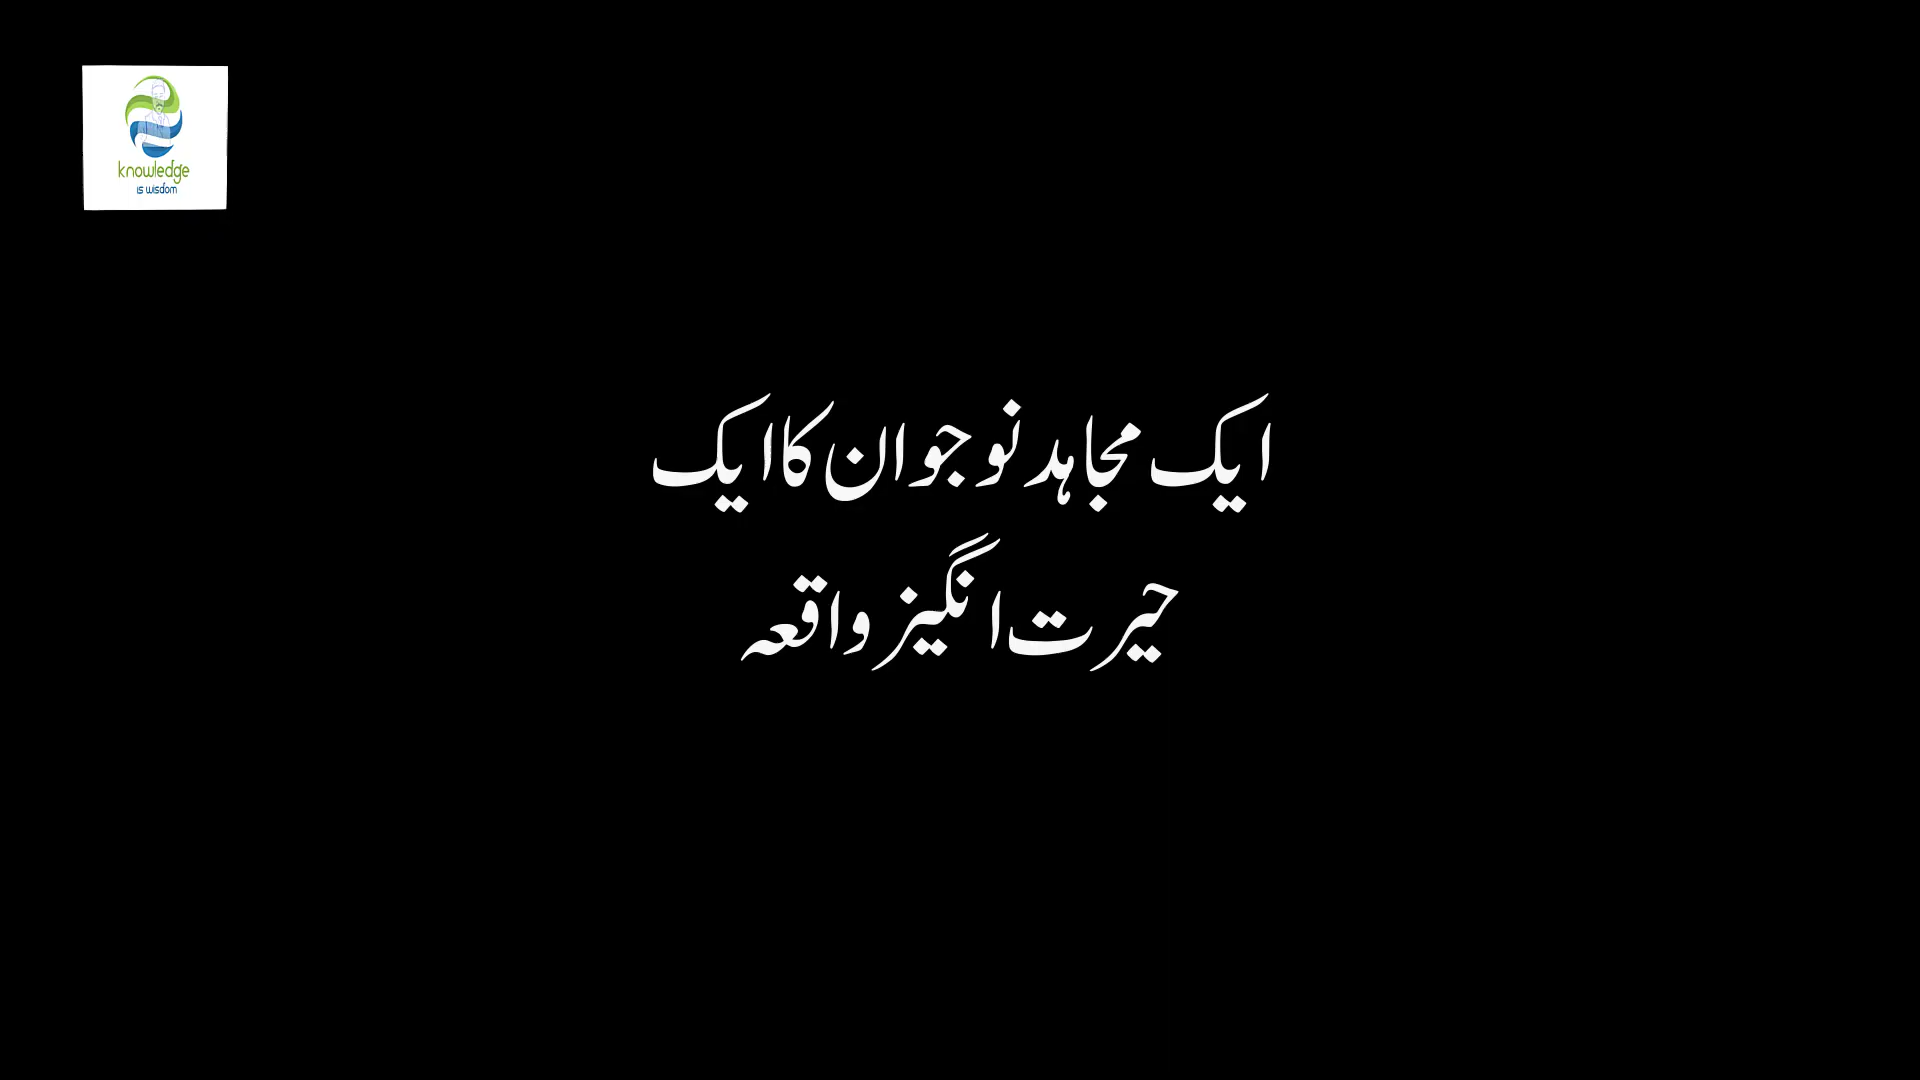 knowledge
is wisdom
ایک مجاہد نوجوان کا ایک
حیرت انگیز واقعہ